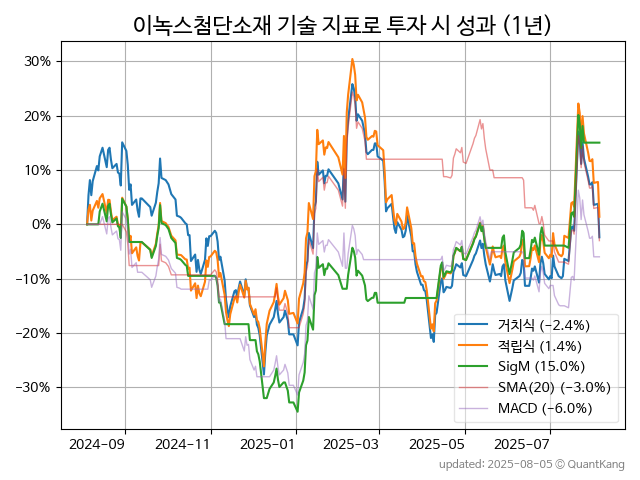 이녹스첨단소재 기술 지표로 투자 시 성과 (1년)
30%
20%
10%
0%
−10%
−20%
−30%
거치식 (−2.4%)
적립식 (1.4%)
SigM (15.0%)
SMA(20) (−3.0%)
MACD (−6.0%)
2024−09 2024−11 2025−01 2025−03 2025−05 2025−07
updated: 2025-08-05 © QuantKang